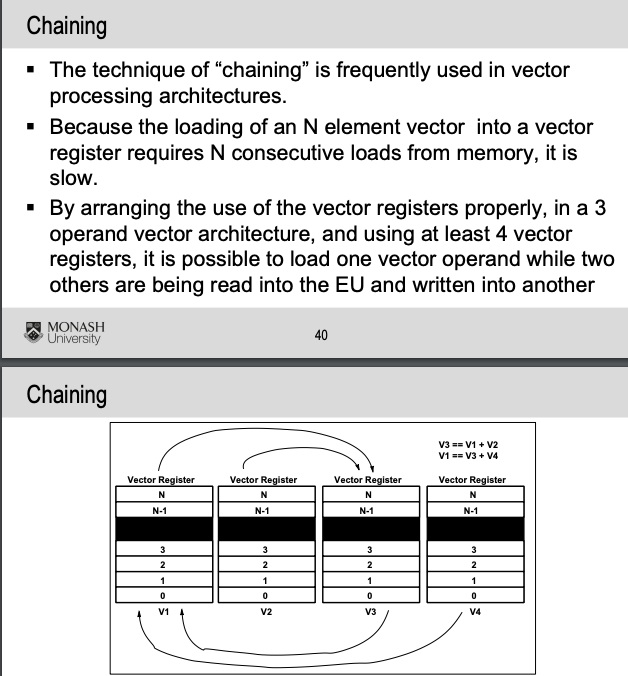 Chaining
▪ The technique of “chaining” is frequently used in vector
processing architectures.
▪ Because the loading of an N element vector into a vector
register requires N consecutive loads from memory, it is
slow.
▪ By arranging the use of the vector registers properly, in a 3
operand vector architecture, and using at least 4 vector
registers, it is possible to load one vector operand while two
others are being read into the EU and written into another
MONASH
University
40
Chaining
V3 == V1 + V2
V1 == V3 + V4
Vector Register Vector Register Vector Register Vector Register
N N N N
N-1 N-1 N-1 N-1
3 3 3 3
2 2 2 2
1 1 1 1
0 0 0 0
V1 V2 V3 V4